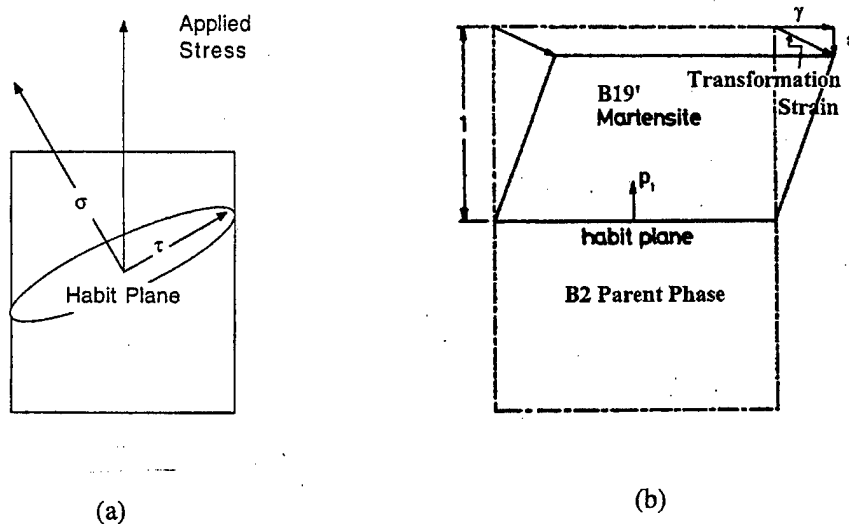 Applied
Stress
σ
τ
Habit Plane
(a)
γ
Transformation
Strain
1
B19'
Martensite
P₁
habit plane
B2 Parent Phase
(b)